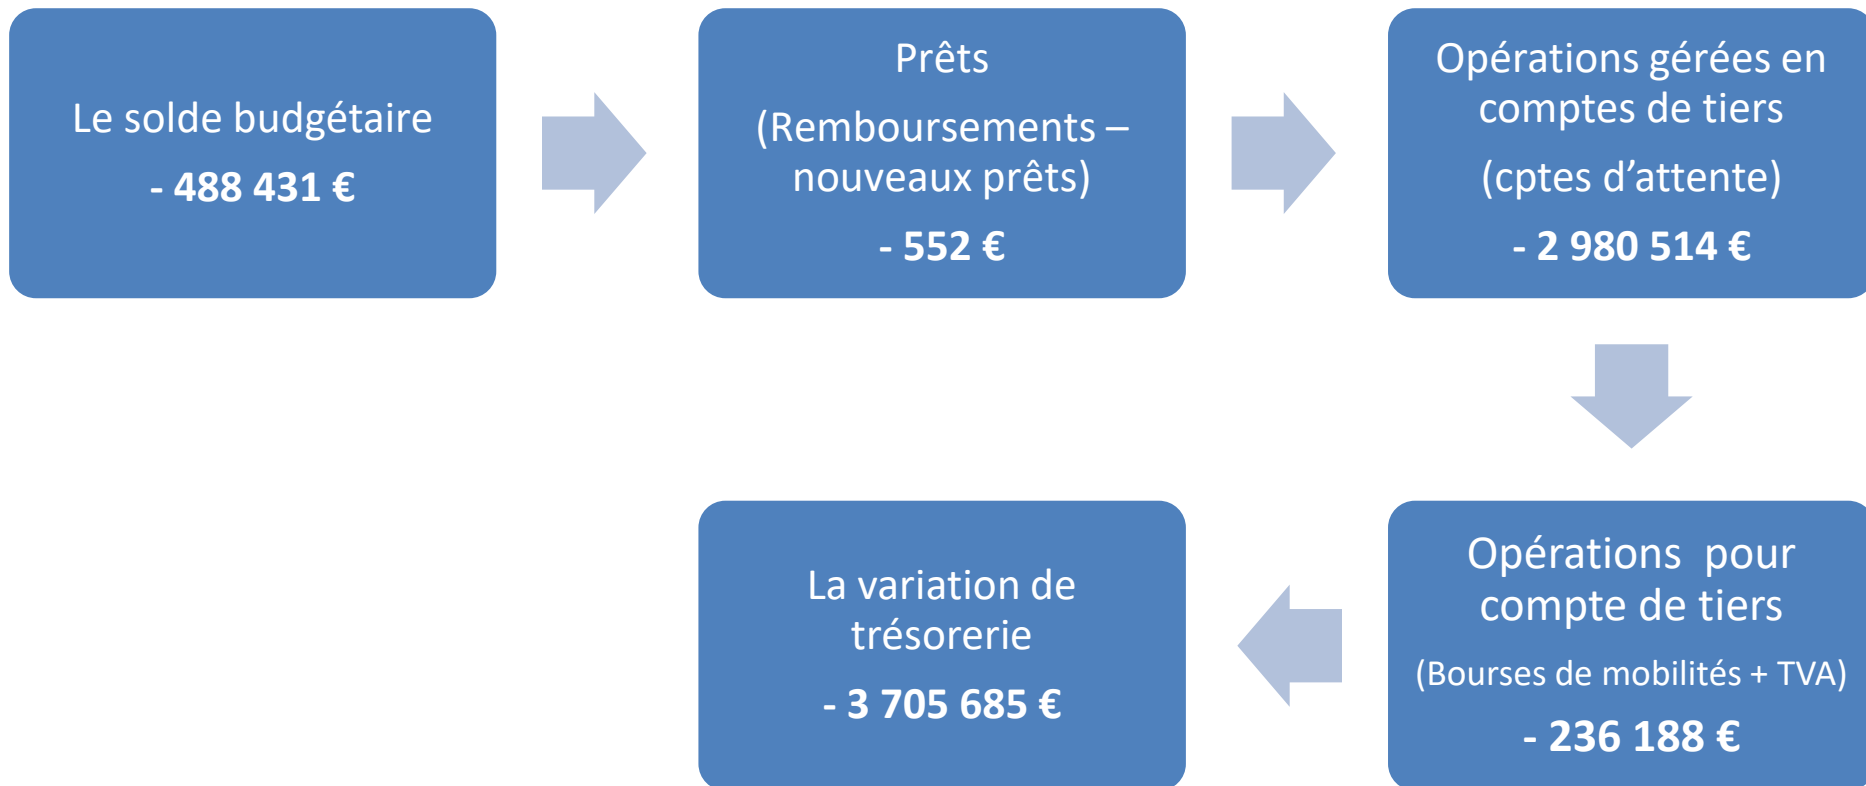 Le solde budgétaire
- 488 431 €
Prêts
(Remboursements –
nouveaux prêts)
- 552 €
Opérations gérées en
comptes de tiers
(cptes d’attente)
- 2 980 514 €
Opérations  pour
compte de tiers
(Bourses de mobilités + TVA)
- 236 188 €
La variation de
trésorerie
- 3 705 685 €